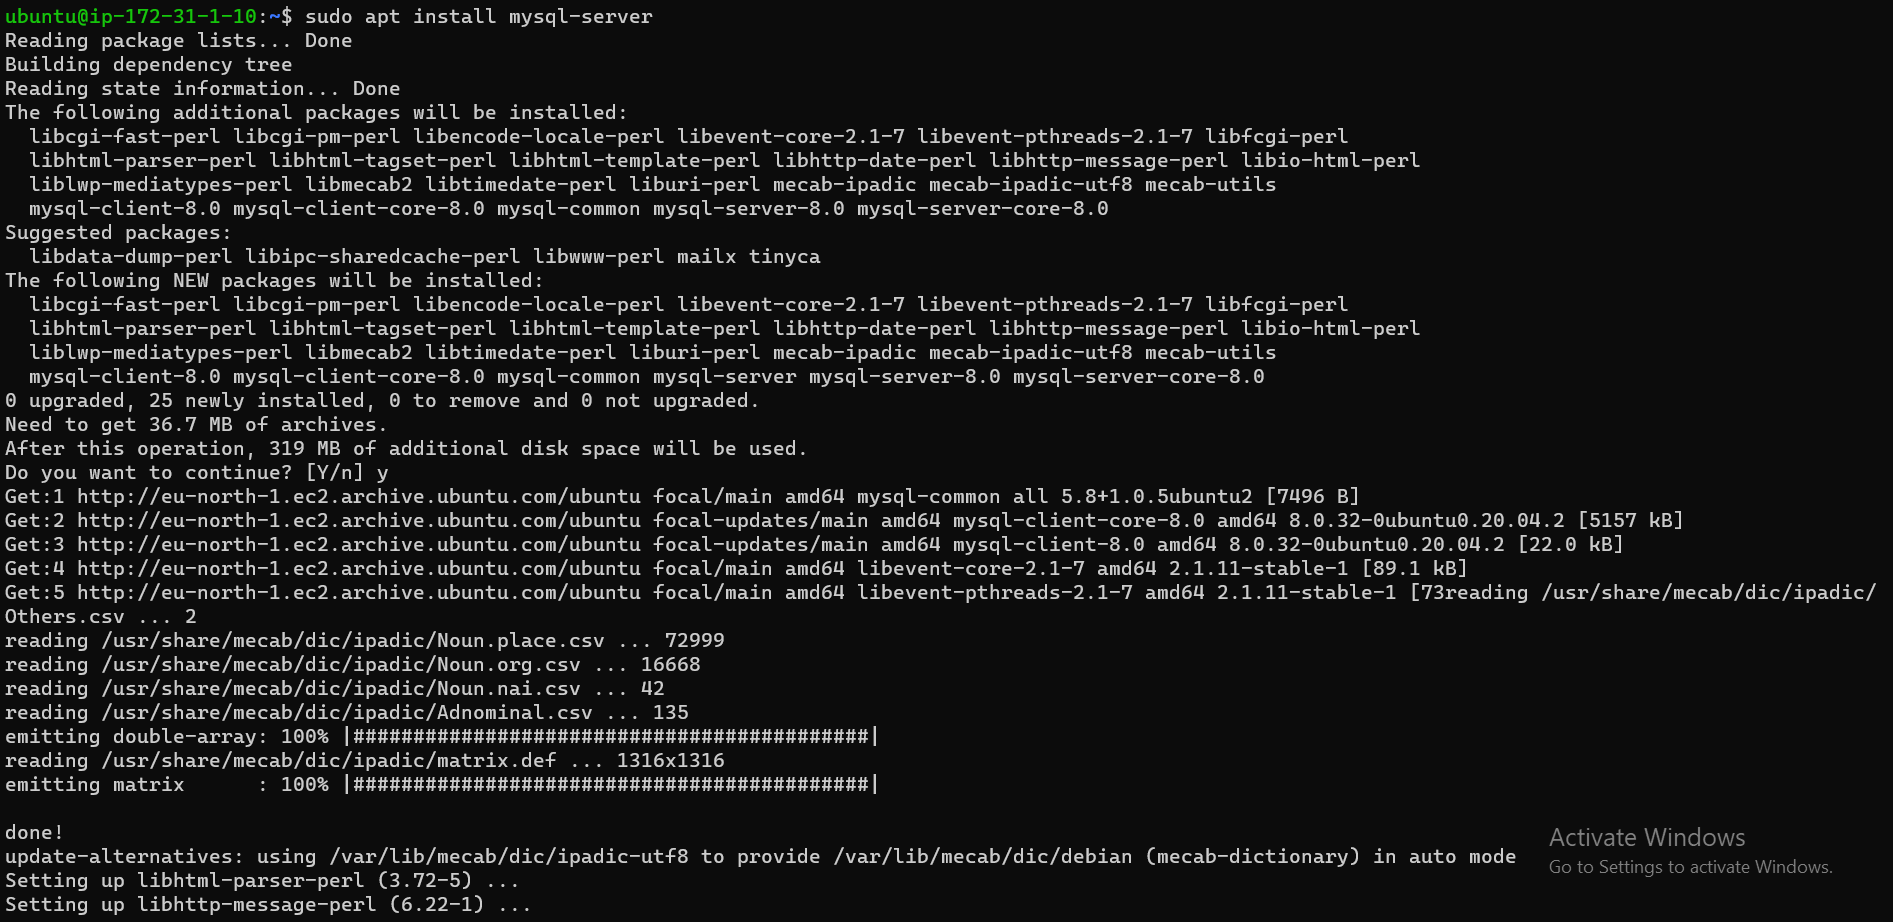 ubuntu@ip-172-31-1-10:~$ sudo apt install mysql-server
Reading package lists... Done
Building dependency tree
Reading state information... Done
The following additional packages will be installed:
  libcgi-fast-perl libcgi-pm-perl libencode-locale-perl libevent-core-2.1-7 libevent-pthreads-2.1-7 libfcgi-perl
  libhtml-parser-perl libhtml-tagset-perl libhtml-template-perl libhttp-date-perl libhttp-message-perl libio-html-perl
  liblwp-mediatypes-perl libmecab2 libtimedate-perl liburi-perl mecab-ipadic mecab-ipadic-utf8 mecab-utils
  mysql-client-8.0 mysql-client-core-8.0 mysql-common mysql-server-8.0 mysql-server-core-8.0
Suggested packages:
  libdata-dump-perl libipc-sharedcache-perl libwww-perl mailx tinyca
The following NEW packages will be installed:
  libcgi-fast-perl libcgi-pm-perl libencode-locale-perl libevent-core-2.1-7 libevent-pthreads-2.1-7 libfcgi-perl
  libhtml-parser-perl libhtml-tagset-perl libhtml-template-perl libhttp-date-perl libhttp-message-perl libio-html-perl
  liblwp-mediatypes-perl libmecab2 libtimedate-perl liburi-perl mecab-ipadic mecab-ipadic-utf8 mecab-utils
  mysql-client-8.0 mysql-client-core-8.0 mysql-common mysql-server mysql-server-8.0 mysql-server-core-8.0
0 upgraded, 25 newly installed, 0 to remove and 0 not upgraded.
Need to get 36.7 MB of archives.
After this operation, 319 MB of additional disk space will be used.
Do you want to continue? [Y/n] y
Get:1 http://eu-north-1.ec2.archive.ubuntu.com/ubuntu focal/main amd64 mysql-common all 5.8+1.0.5ubuntu2 [7496 B]
Get:2 http://eu-north-1.ec2.archive.ubuntu.com/ubuntu focal-updates/main amd64 mysql-client-core-8.0 amd64 8.0.32-0ubuntu0.20.04.2 [5157 kB]
Get:3 http://eu-north-1.ec2.archive.ubuntu.com/ubuntu focal-updates/main amd64 mysql-client-8.0 amd64 8.0.32-0ubuntu0.20.04.2 [22.0 kB]
Get:4 http://eu-north-1.ec2.archive.ubuntu.com/ubuntu focal/main amd64 libevent-core-2.1-7 amd64 2.1.11-stable-1 [89.1 kB]
Get:5 http://eu-north-1.ec2.archive.ubuntu.com/ubuntu focal/main amd64 libevent-pthreads-2.1-7 amd64 2.1.11-stable-1 [73reading /usr/share/mecab/dic/ipadic/
Others.csv ... 2
reading /usr/share/mecab/dic/ipadic/Noun.place.csv ... 72999
reading /usr/share/mecab/dic/ipadic/Noun.org.csv ... 16668
reading /usr/share/mecab/dic/ipadic/Noun.nai.csv ... 42
reading /usr/share/mecab/dic/ipadic/Adnominal.csv ... 135
emitting double-array: 100% |###########################################|
reading /usr/share/mecab/dic/ipadic/matrix.def ... 1316x1316
emitting matrix      : 100% |###########################################|

done!
update-alternatives: using /var/lib/mecab/dic/ipadic-utf8 to provide /var/lib/mecab/dic/debian (mecab-dictionary) in auto mode
Setting up libhtml-parser-perl (3.72-5) ...
Setting up libhttp-message-perl (6.22-1) ...
Activate Windows
Go to Settings to activate Windows.